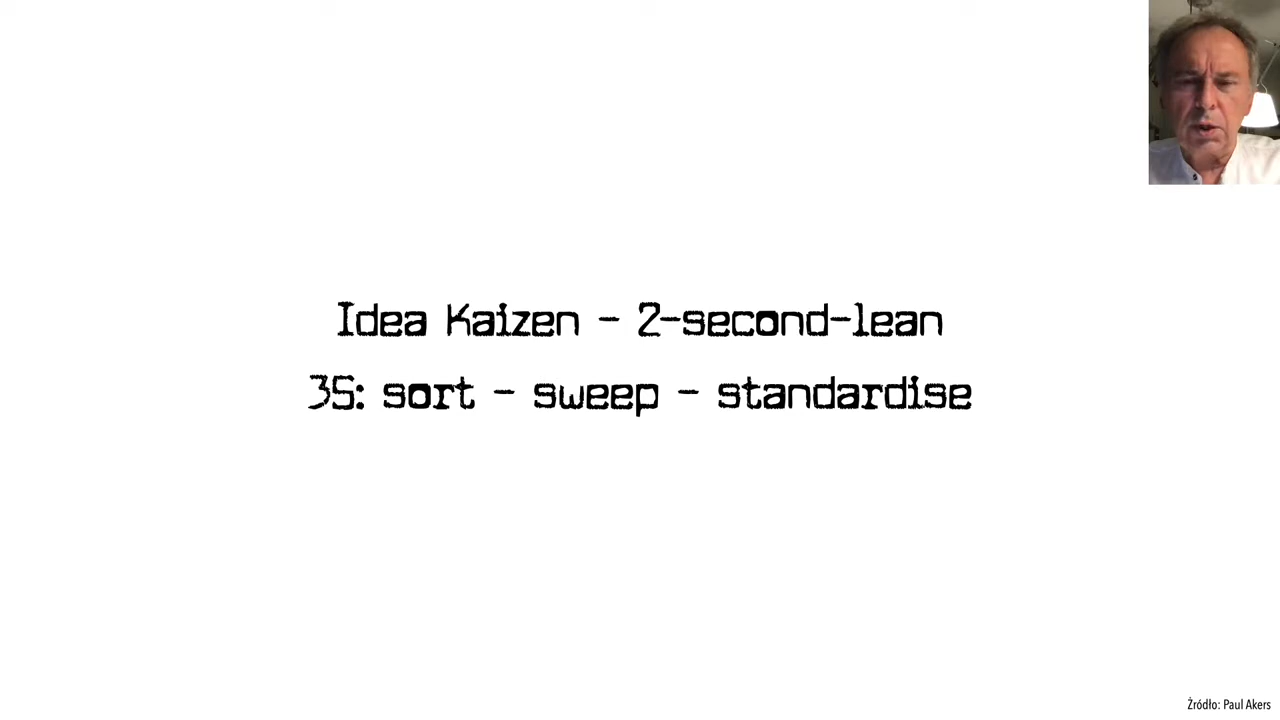 Idea Kaizen - 2-second-lean
3S: sort - sweep - standardise
Źródło: Paul Akers